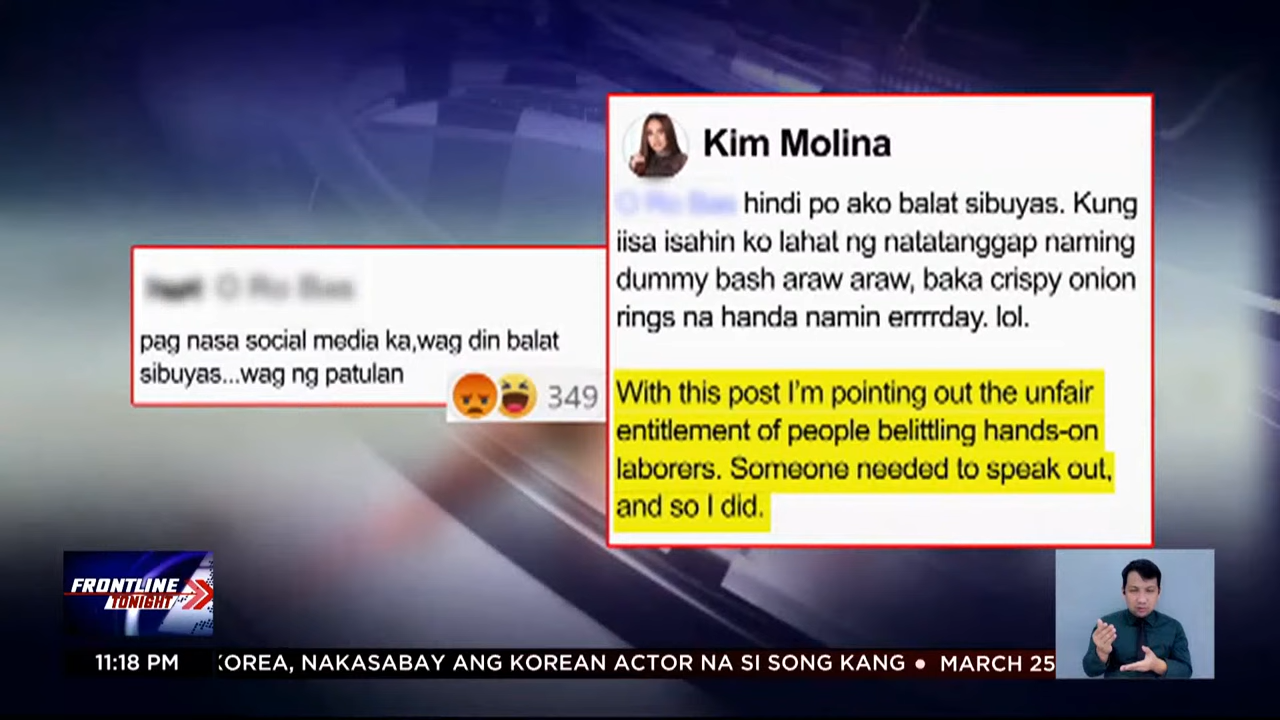 pag nasa social media ka,wag din balat
sibuyas...wag ng patulan
349
Kim Molina
hindi po ako balat sibuyas. Kung
iisa isahin ko lahat ng natatanggap naming
dummy bash araw araw, baka crispy onion
rings na handa namin errrrday. lol.
With this post I'm pointing out the unfair
entitlement of people belittling hands-on
laborers. Someone needed to speak out,
and so I did.
FRONTLINE
TONIGHT
11:18 PM KOREA, NAKASABAY ANG KOREAN ACTOR NA SI SONG KANG • MARCH 25